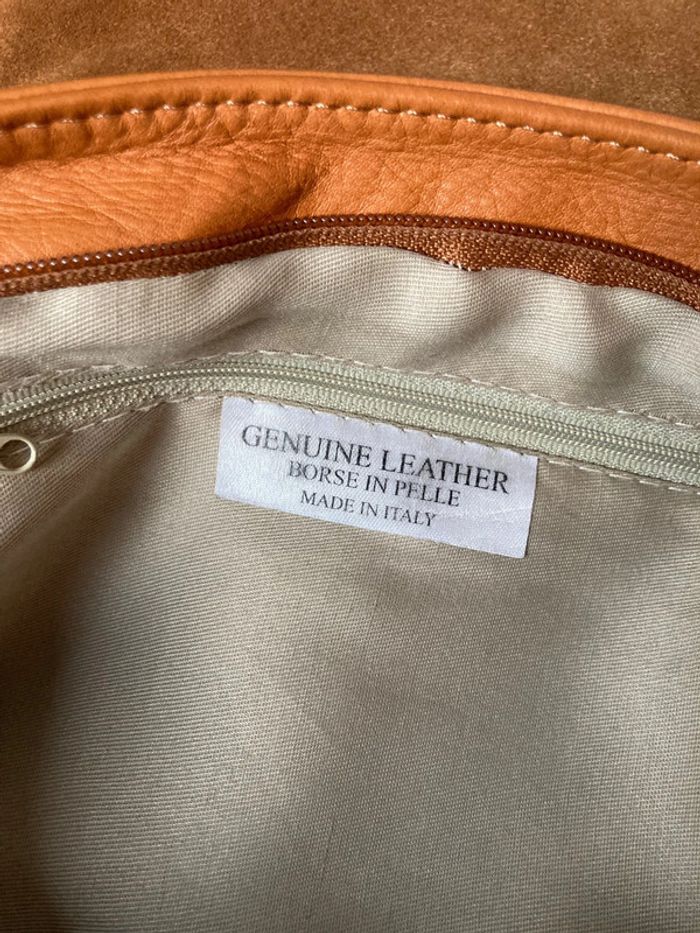 GENUINE LEATHER
BORSE IN PELLE
MADE IN ITALY